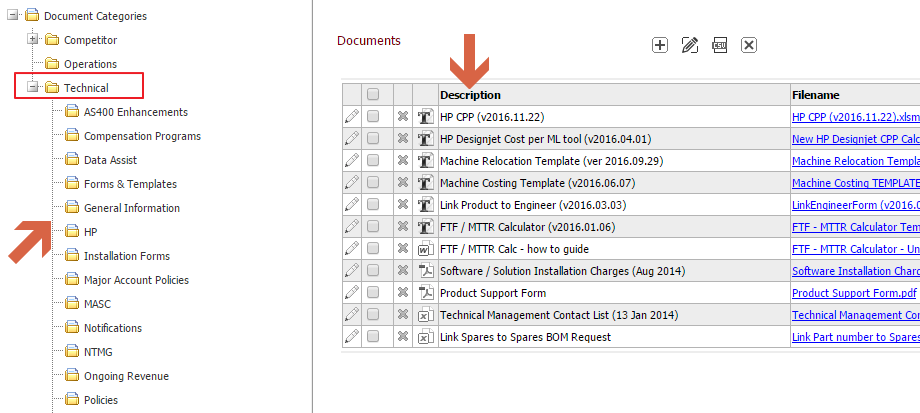 Document Categories
Competitor
Operations
Technical
AS400 Enhancements
Compensation Programs
Data Assist
Forms & Templates
General Information
HP
Installation Forms
Major Account Policies
MASC
Notifications
NTMG
Ongoing Revenue
Policies
Documents
CSV
Description Filename
HP CPP (v2016.11.22) HP CPP (v2016.11.22).xlsm
HP Designjet Cost per ML tool (v2016.04.01) New HP Designjet CPP Calc
Machine Relocation Template (ver 2016.09.29) Machine Relocation Templa
Machine Costing Template (v2016.06.07) Machine Costing TEMPLATE
Link Product to Engineer (v2016.03.03) LinkEngineerForm (v2016.0
FTF / MTTR Calculator (v2016.01.06) FTF - MTTR Calculator Tem
FTF / MTTR Calc - how to guide FTF - MTTR Calculator - Un
Software / Solution Installation Charges (Aug 2014) Software Installation Charg
Product Support Form Product Support Form.pdf
Technical Management Contact List (13 Jan 2014) Technical Management Con
Link Spares to Spares BOM Request Link Part number to Spares